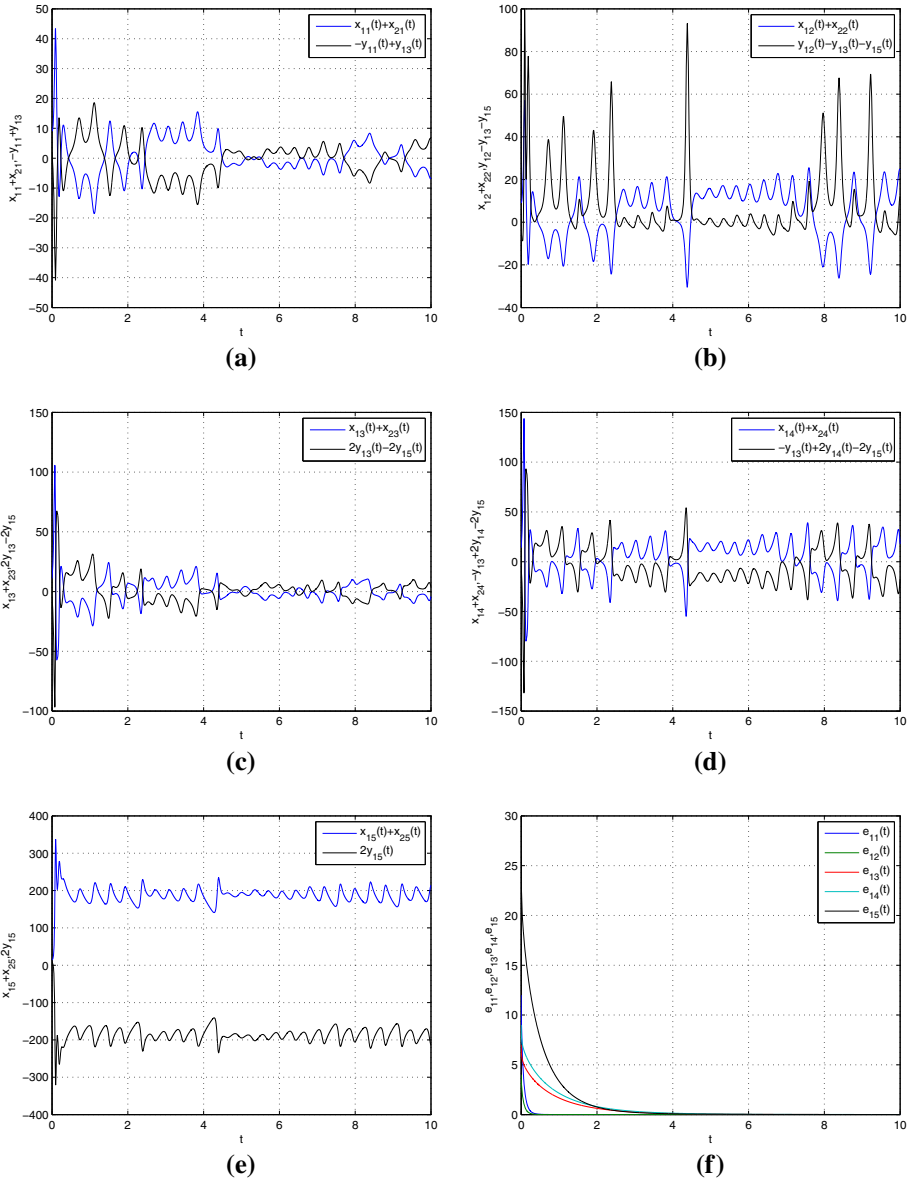 x₁₁(t)+x₂₁(t)
−y₁₁(t)+y₁₃(t)
x₁₁+x₂₁,−y₁₁+y₁₃
50
40
30
20
10
0
−10
−20
−30
−40
−50
0 2 4 6 8 10
t
(a)
x₁₂(t)+x₂₂(t)
y₁₂(t)−y₁₃(t)−y₁₅(t)
x₁₂+x₂₂,y₁₂−y₁₃−y₁₅
100
80
60
40
20
0
−20
−40
0 2 4 6 8 10
t
(b)
x₁₃(t)+x₂₃(t)
2y₁₃(t)−2y₁₅(t)
x₁₃+x₂₃,2y₁₃−2y₁₅
150
100
50
0
−50
−100
0 2 4 6 8 10
t
(c)
x₁₄(t)+x₂₄(t)
−y₁₃(t)+2y₁₄(t)−2y₁₅(t)
x₁₄+x₂₄,−y₁₃+2y₁₄−2y₁₅
150
100
50
0
−50
−100
−150
0 2 4 6 8 10
t
(d)
x₁₅(t)+x₂₅(t)
2y₁₅(t)
x₁₅+x₂₅,2y₁₅
400
300
200
100
0
−100
−200
−300
−400
0 2 4 6 8 10
t
(e)
e₁₁(t)
e₁₂(t)
e₁₃(t)
e₁₄(t)
e₁₅(t)
e₁₁,e₁₂,e₁₃,e₁₄,e₁₅
30
25
20
15
10
5
0
0 2 4 6 8 10
t
(f)